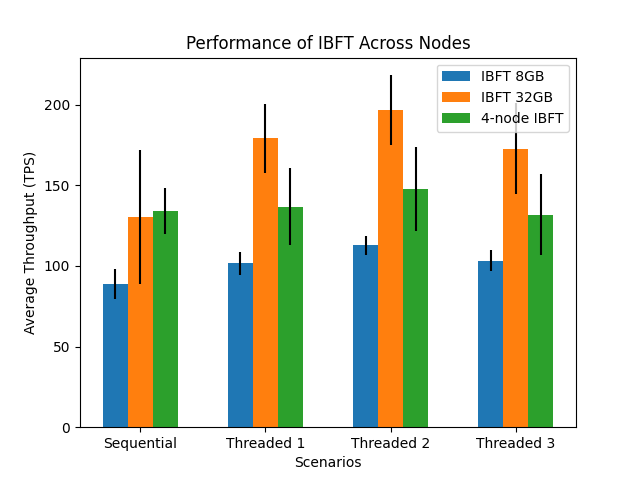 Performance of IBFT Across Nodes
IBFT 8GB
IBFT 32GB
4-node IBFT
Average Throughput (TPS)
200
150
100
50
0
Sequential
Threaded 1
Threaded 2
Threaded 3
Scenarios